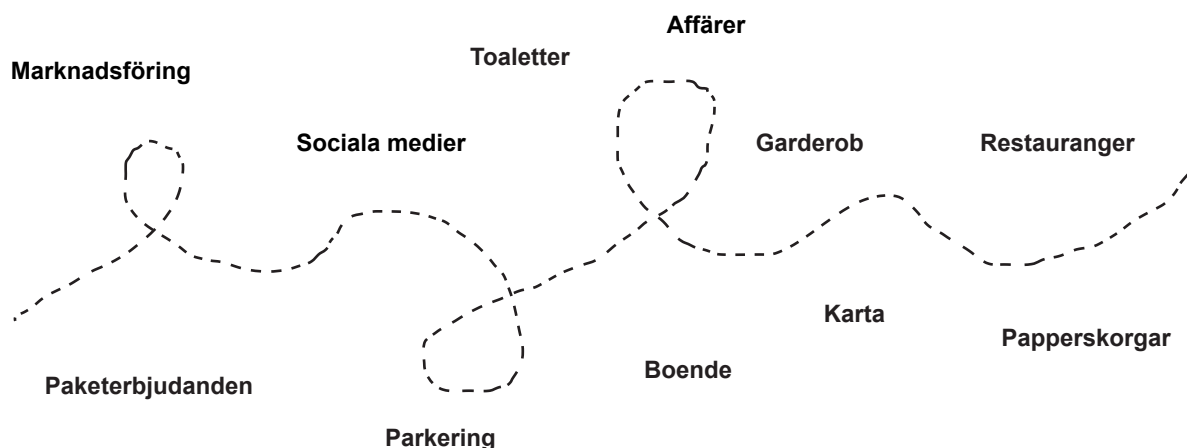 Affärer
Toaletter
Marknadsföring
Sociala medier
Garderob
Restauranger
Karta
Papperskorgar
Boende
Paketerbjudanden
Parkering